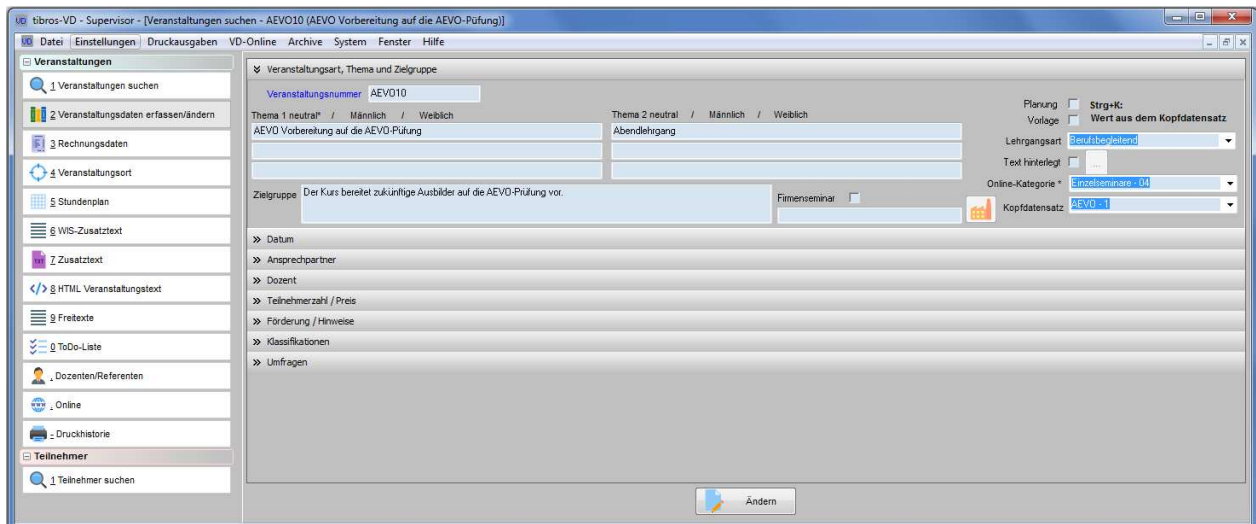 VD tibros-VD - Supervisor - [Veranstaltungen suchen - AEVO10 (AEVO Vorbereitung auf die AEVO-Püfung)]
VD Datei Einstellungen Druckausgaben VD-Online Archive System Fenster Hilfe
Veranstaltungen
1 Veranstaltungen suchen
2 Veranstaltungsdaten erfassen/ändern
3 Rechnungsdaten
4 Veranstaltungsort
5 Stundenplan
6 WIS-Zusatztext
TXT 7 Zusatztext
8 HTML Veranstaltungstext
9 Freitexte
0 ToDo-Liste
, Dozenten/Referenten
www . Online
- Druckhistorie
Teilnehmer
1 Teilnehmer suchen
Veranstaltungsart, Thema und Zielgruppe
Veranstaltungsnummer AEVO10
Thema 1 neutral* / Männlich / Weiblich
AEVO Vorbereitung auf die AEVO-Püfung
Thema 2 neutral / Männlich / Weiblich
Abendlehrgang
Zielgruppe Der Kurs bereitet zukünftige Ausbilder auf die AEVO-Prüfung vor.
Firmenseminar
Planung Strg+K:
Vorlage Wert aus dem Kopfdatensatz
Lehrgangsart Berufsbegleitend
Text hinterlegt ...
Online-Kategorie * Einzelseminare - 04
Kopfdatensatz AEVO - 1
Datum
Ansprechpartner
Dozent
Teilnehmerzahl / Preis
Förderung / Hinweise
Klassifikationen
Umfragen
Ändern